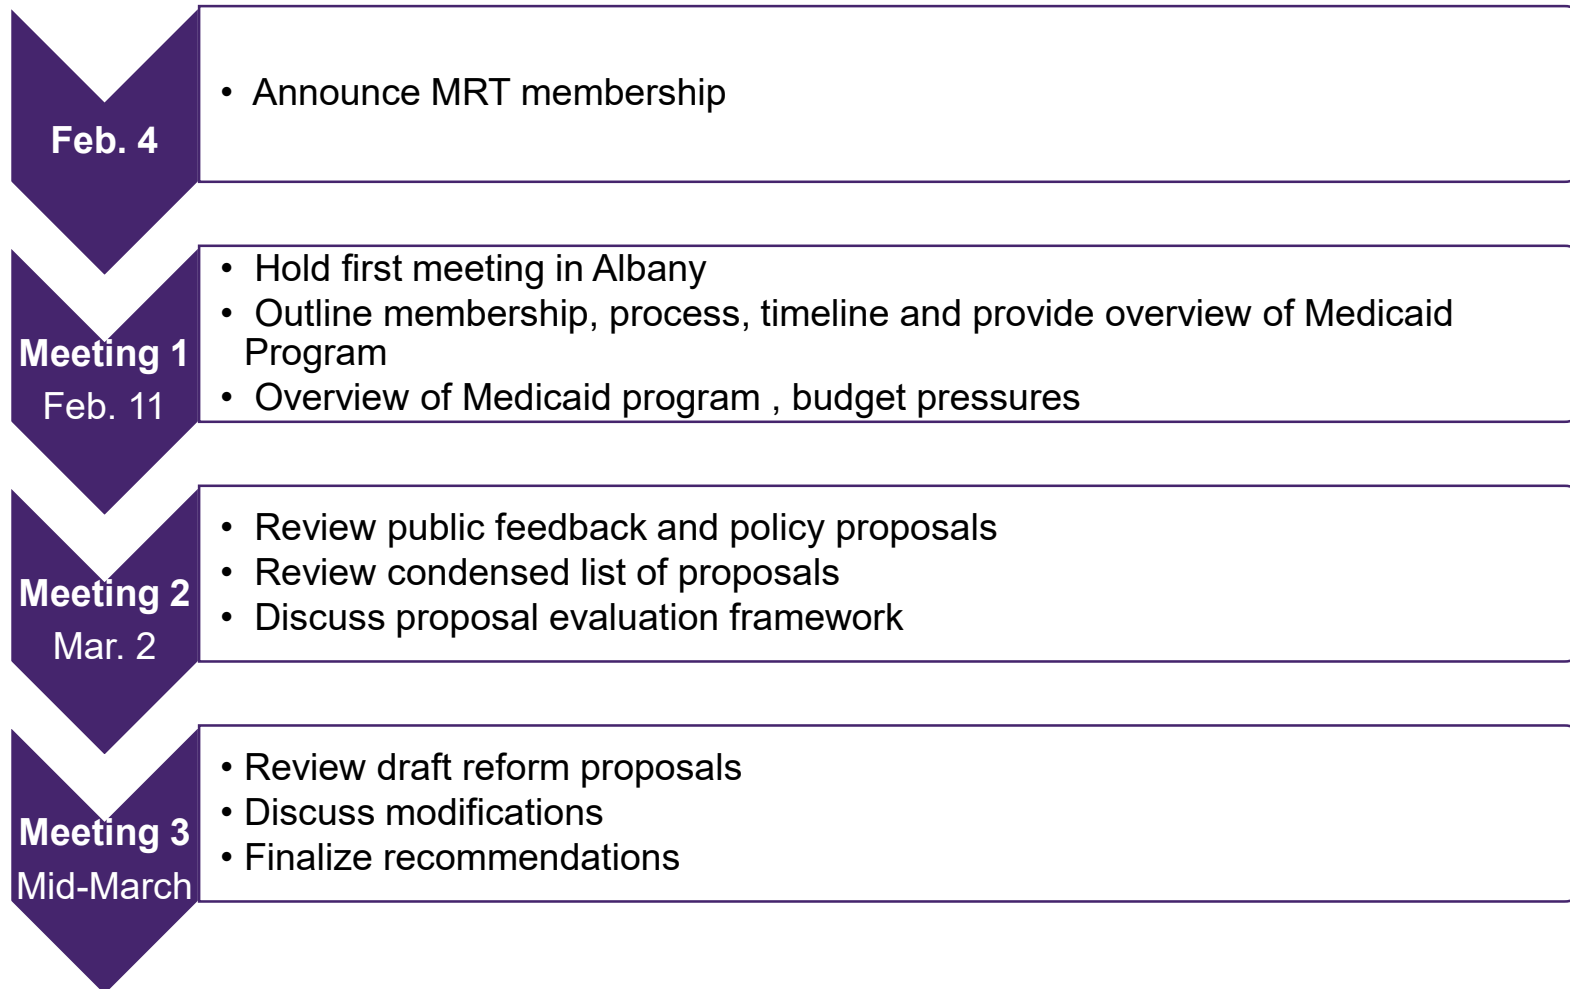 Feb. 4
• Announce MRT membership
Meeting 1
Feb. 11
• Hold first meeting in Albany
• Outline membership, process, timeline and provide overview of Medicaid
Program
• Overview of Medicaid program , budget pressures
Meeting 2
Mar. 2
• Review public feedback and policy proposals
• Review condensed list of proposals
• Discuss proposal evaluation framework
Meeting 3
Mid-March
• Review draft reform proposals
• Discuss modifications
• Finalize recommendations